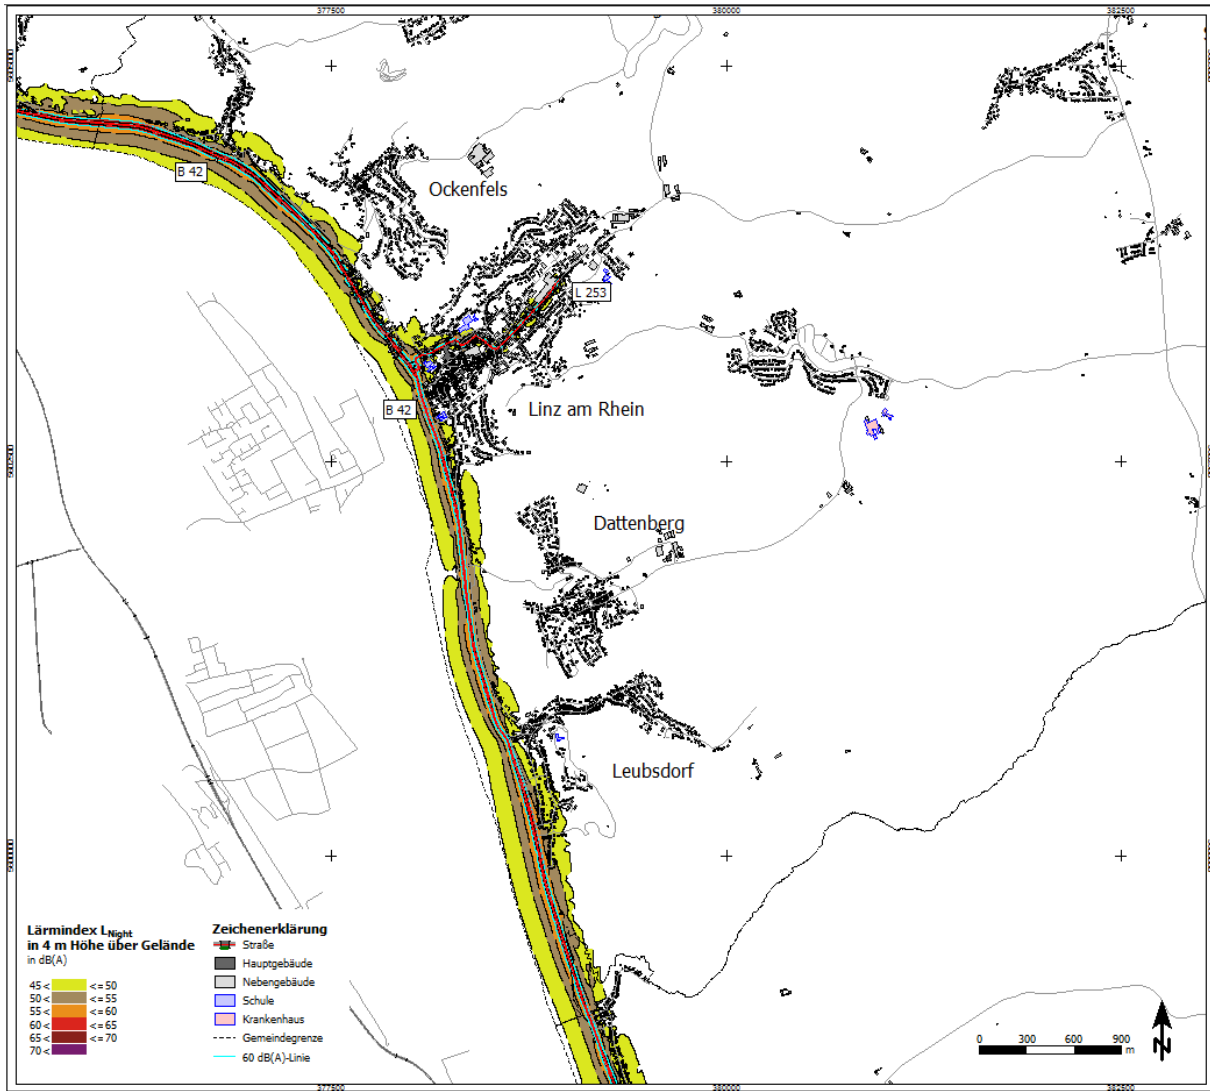 377500
380000
382500
B 42
Ockenfels
L 253
B 42
Linz am Rhein
Dattenberg
Leubsdorf
Lärmindex LNight
in 4 m Höhe über Gelände
in dB(A)
45 < <= 50
50 < <= 55
55 < <= 60
60 < <= 65
65 < <= 70
70 <
Zeichenerklärung
Straße
Hauptgebäude
Nebengebäude
Schule
Krankenhaus
Gemeindegrenze
60 dB(A)-Linie
0 300 600 900
m
N
377500
380000
382500